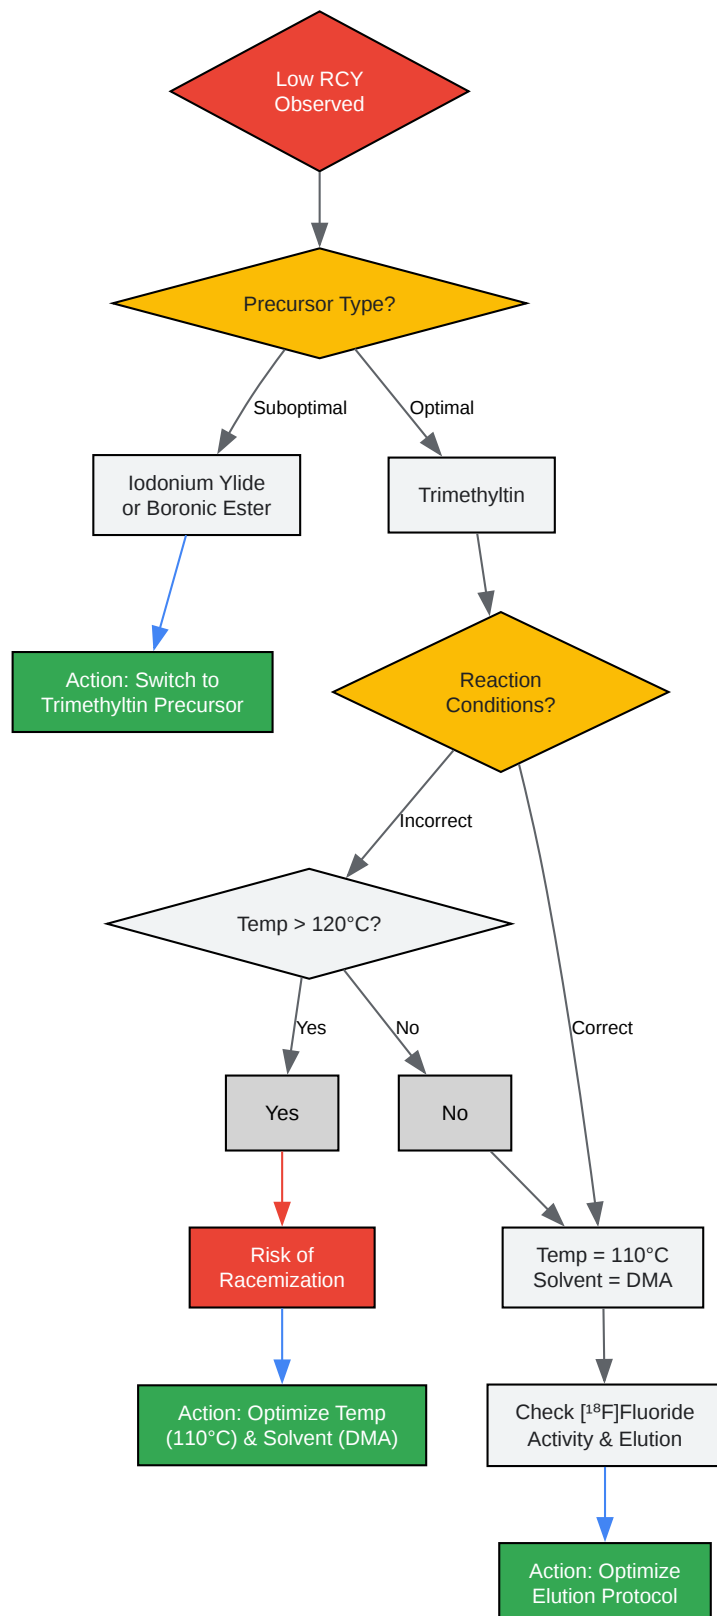 Low RCY
Observed
Precursor Type?
Suboptimal
Optimal
Iodonium Ylide
or Boronic Ester
Trimethyltin
Action: Switch to
Trimethyltin Precursor
Reaction
Conditions?
Incorrect
Temp > 120°C?
Yes
No
Correct
Yes
No
Risk of
Racemization
Temp = 110°C
Solvent = DMA
Action: Optimize Temp
(110°C) & Solvent (DMA)
Check [¹⁸F]Fluoride
Activity & Elution
Action: Optimize
Elution Protocol